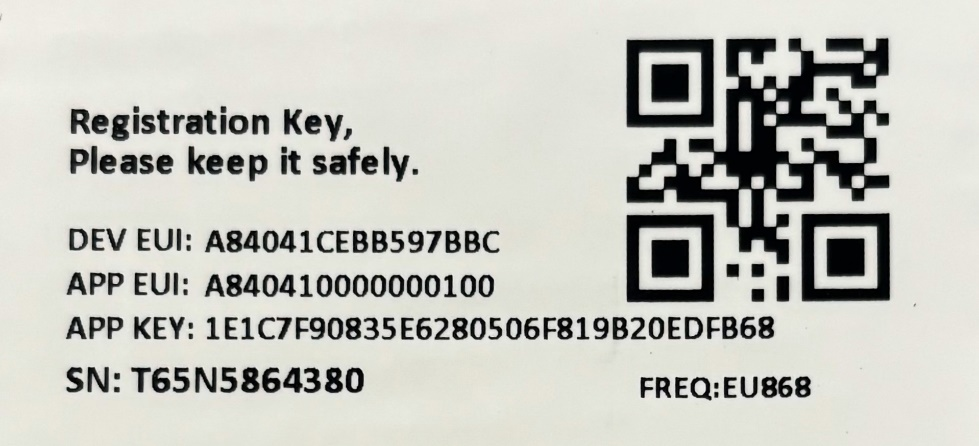 Registration Key,
Please keep it safely.
DEV EUI: A84041CEBB597BBC
APP EUI: A840410000000100
APP KEY: 1E1C7F90835E6280506F819B20EDFB68
SN: T65N5864380
FREQ:EU868